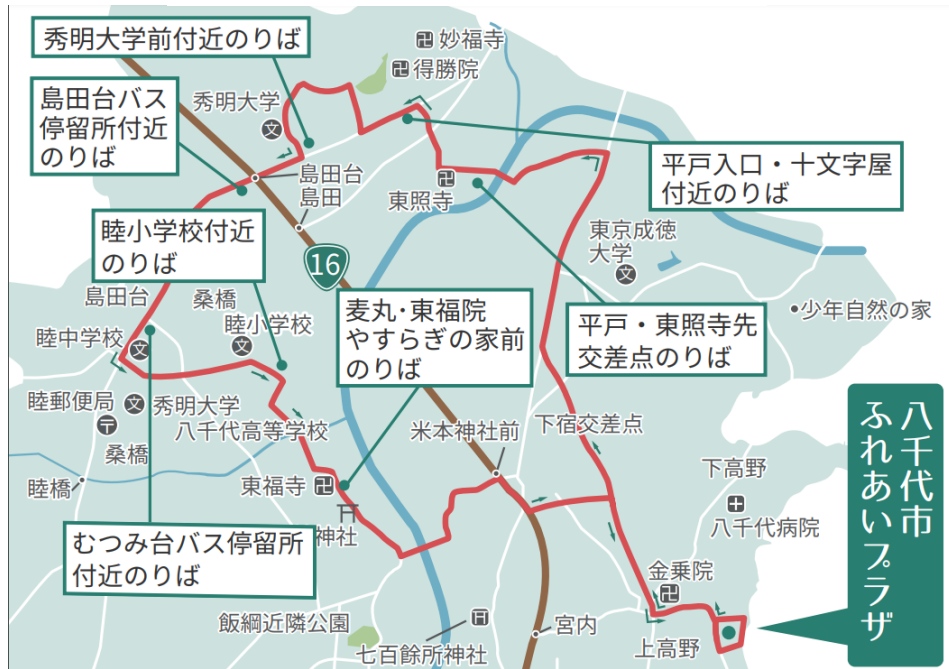 秀明大学前付近のりば
妙福寺
得勝院
島田台バス
停留所付近
のりば
秀明大学
文
平戸入口・十文字屋
付近のりば
島田台
島田
東照寺
睦小学校付近
のりば
東京成徳
大学
文
16
島田台
桑橋
睦小学校
文
麦丸・東福院
やすらぎの家前
のりば
平戸・東照寺先
交差点のりば
少年自然の家
睦中学校
文
睦郵便局
〒
文
秀明大学
八千代高等学校
桑橋
米本神社前
下宿交差点
八千代市
ふれあいプラザ
睦橋
東福寺
神社
下高野
八千代病院
むつみ台バス停留所
付近のりば
金乗院
飯綱近隣公園
七百餘所神社
宮内
上高野